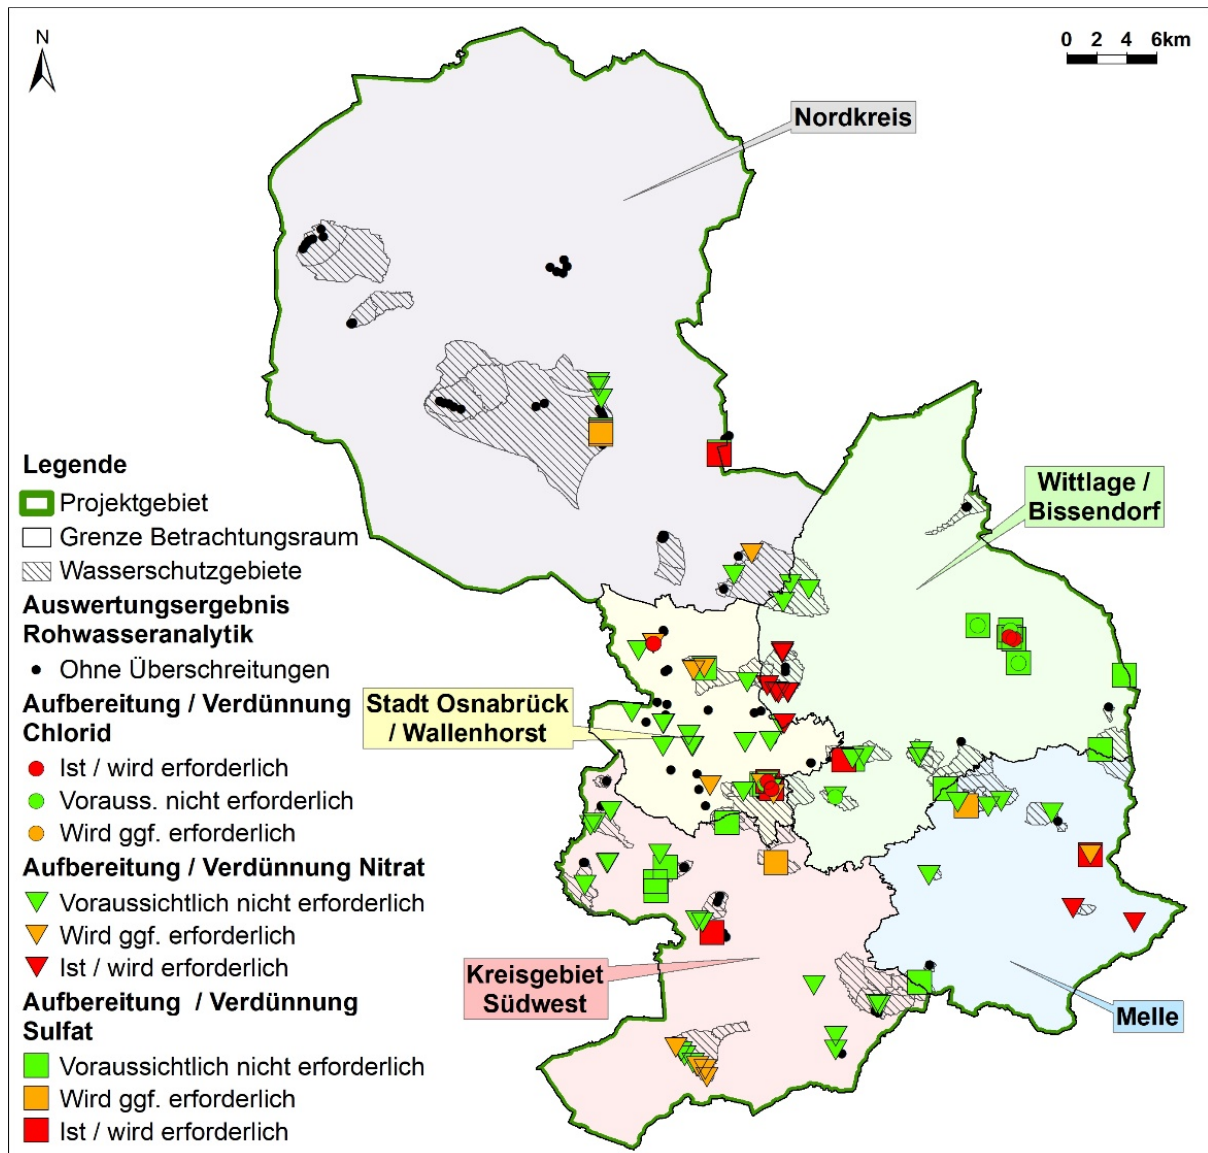 N
0 2 4 6km
Nordkreis
Wittlage /
Bissendorf
Stadt Osnabrück
/ Wallenhorst
Kreisgebiet
Südwest
Melle
Legende
Projektgebiet
Grenze Betrachtungsraum
Wasserschutzgebiete
Auswertungsergebnis
Rohwasseranalytik
Ohne Überschreitungen
Aufbereitung / Verdünnung
Chlorid
Ist / wird erforderlich
Vorauss. nicht erforderlich
Wird ggf. erforderlich
Aufbereitung / Verdünnung Nitrat
Voraussichtlich nicht erforderlich
Wird ggf. erforderlich
Ist / wird erforderlich
Aufbereitung / Verdünnung
Sulfat
Voraussichtlich nicht erforderlich
Wird ggf. erforderlich
Ist / wird erforderlich